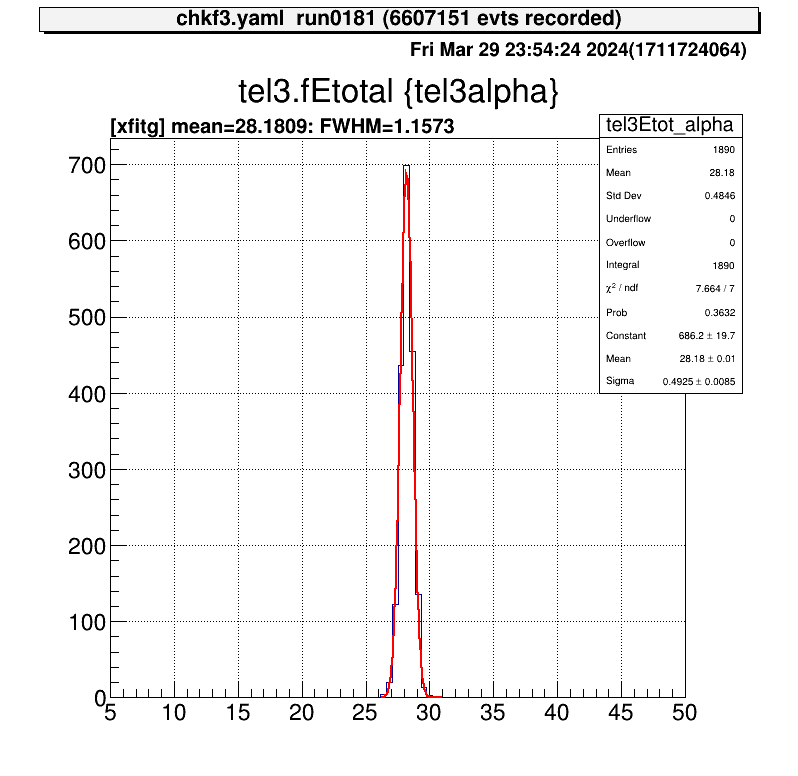 chkf3.yaml  run0181 (6607151 evts recorded)
Fri Mar 29 23:54:24 2024(1711724064)
tel3.fEtotal {tel3alpha}
[xfitg] mean=28.1809: FWHM=1.1573
tel3Etot_alpha
Entries 1890
Mean 28.18
Std Dev 0.4846
Underflow 0
Overflow 0
Integral 1890
χ² / ndf 7.664 / 7
Prob 0.3632
Constant 686.2 ± 19.7
Mean 28.18 ± 0.01
Sigma 0.4925 ± 0.0085
700
600
500
400
300
200
100
0
5 10 15 20 25 30 35 40 45 50